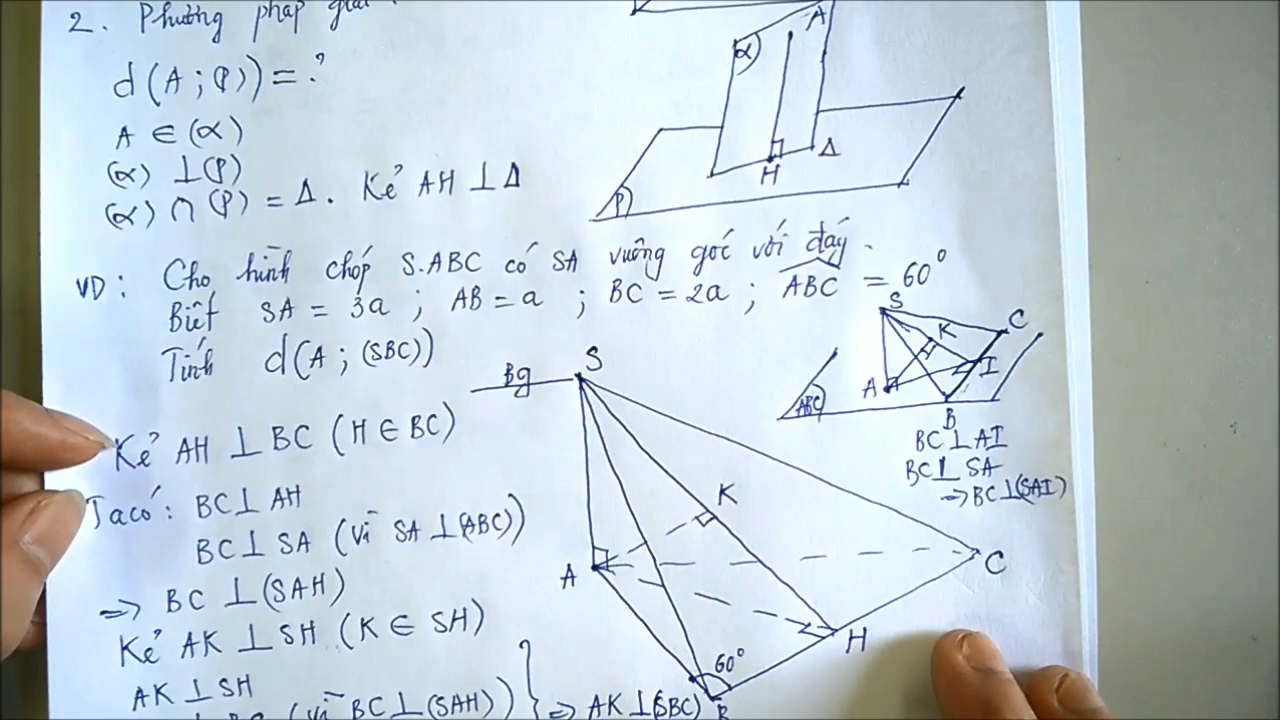 2. Phương pháp giải
d(A; (P)) = ?
A ∈ (α)
(α) ⊥ (P)
(α) ∩ (P) = Δ. Kẻ AH ⊥ Δ
A
α
H
Δ
P
VD: Cho hình chóp S.ABC có SA vuông góc với đáy.
Biết SA = 3a ; AB = a ; BC = 2a ; ABC = 60°
Tính d(A ; (SBC))
S
K
C
A
I
ABC
B
BC ⊥ AI
BC ⊥ SA
=> BC ⊥ (SAI)
Bg
S
Kẻ AH ⊥ BC (H ∈ BC)
Ta có: BC ⊥ AH
BC ⊥ SA (vì SA ⊥ (ABC))
=> BC ⊥ (SAH)
Kẻ AK ⊥ SH (K ∈ SH)
AK ⊥ SH
(vì BC ⊥ (SAH)) } => AK ⊥ (SBC)
K
A
C
H
60°
B